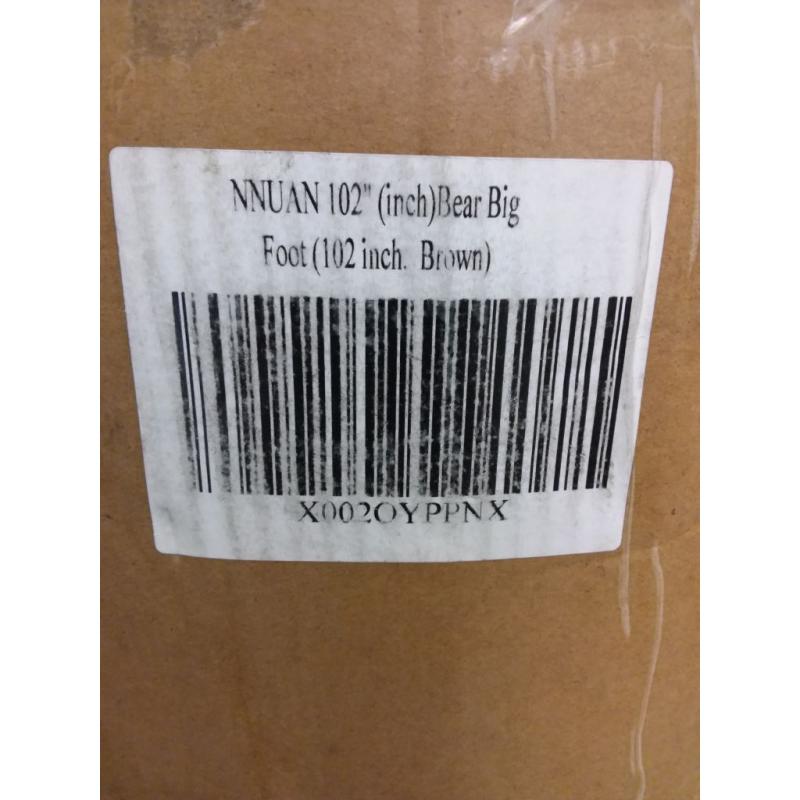 NNUAN 102" (inch)Bear Big
Foot (102 inch. Brown)
X002OYPPNX